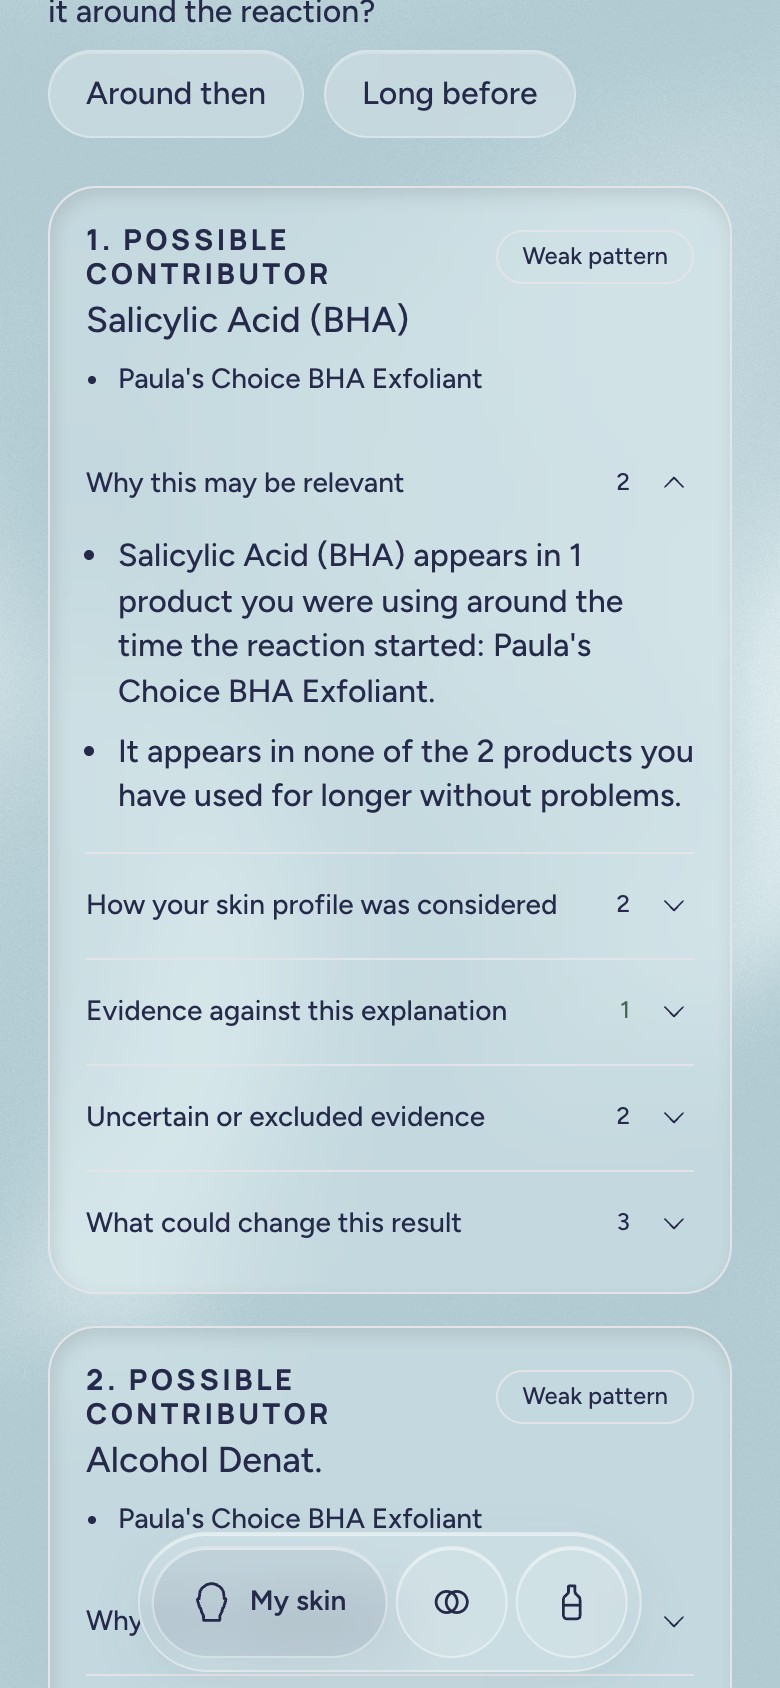 it around the reaction?
Around then
Long before
1. POSSIBLE
CONTRIBUTOR
Weak pattern
Salicylic Acid (BHA)
• Paula's Choice BHA Exfoliant
Why this may be relevant 2
• Salicylic Acid (BHA) appears in 1
product you were using around the
time the reaction started: Paula's
Choice BHA Exfoliant.
• It appears in none of the 2 products you
have used for longer without problems.
How your skin profile was considered 2
Evidence against this explanation 1
Uncertain or excluded evidence 2
What could change this result 3
2. POSSIBLE
CONTRIBUTOR
Weak pattern
Alcohol Denat.
• Paula's Choice BHA Exfoliant
Why
My skin